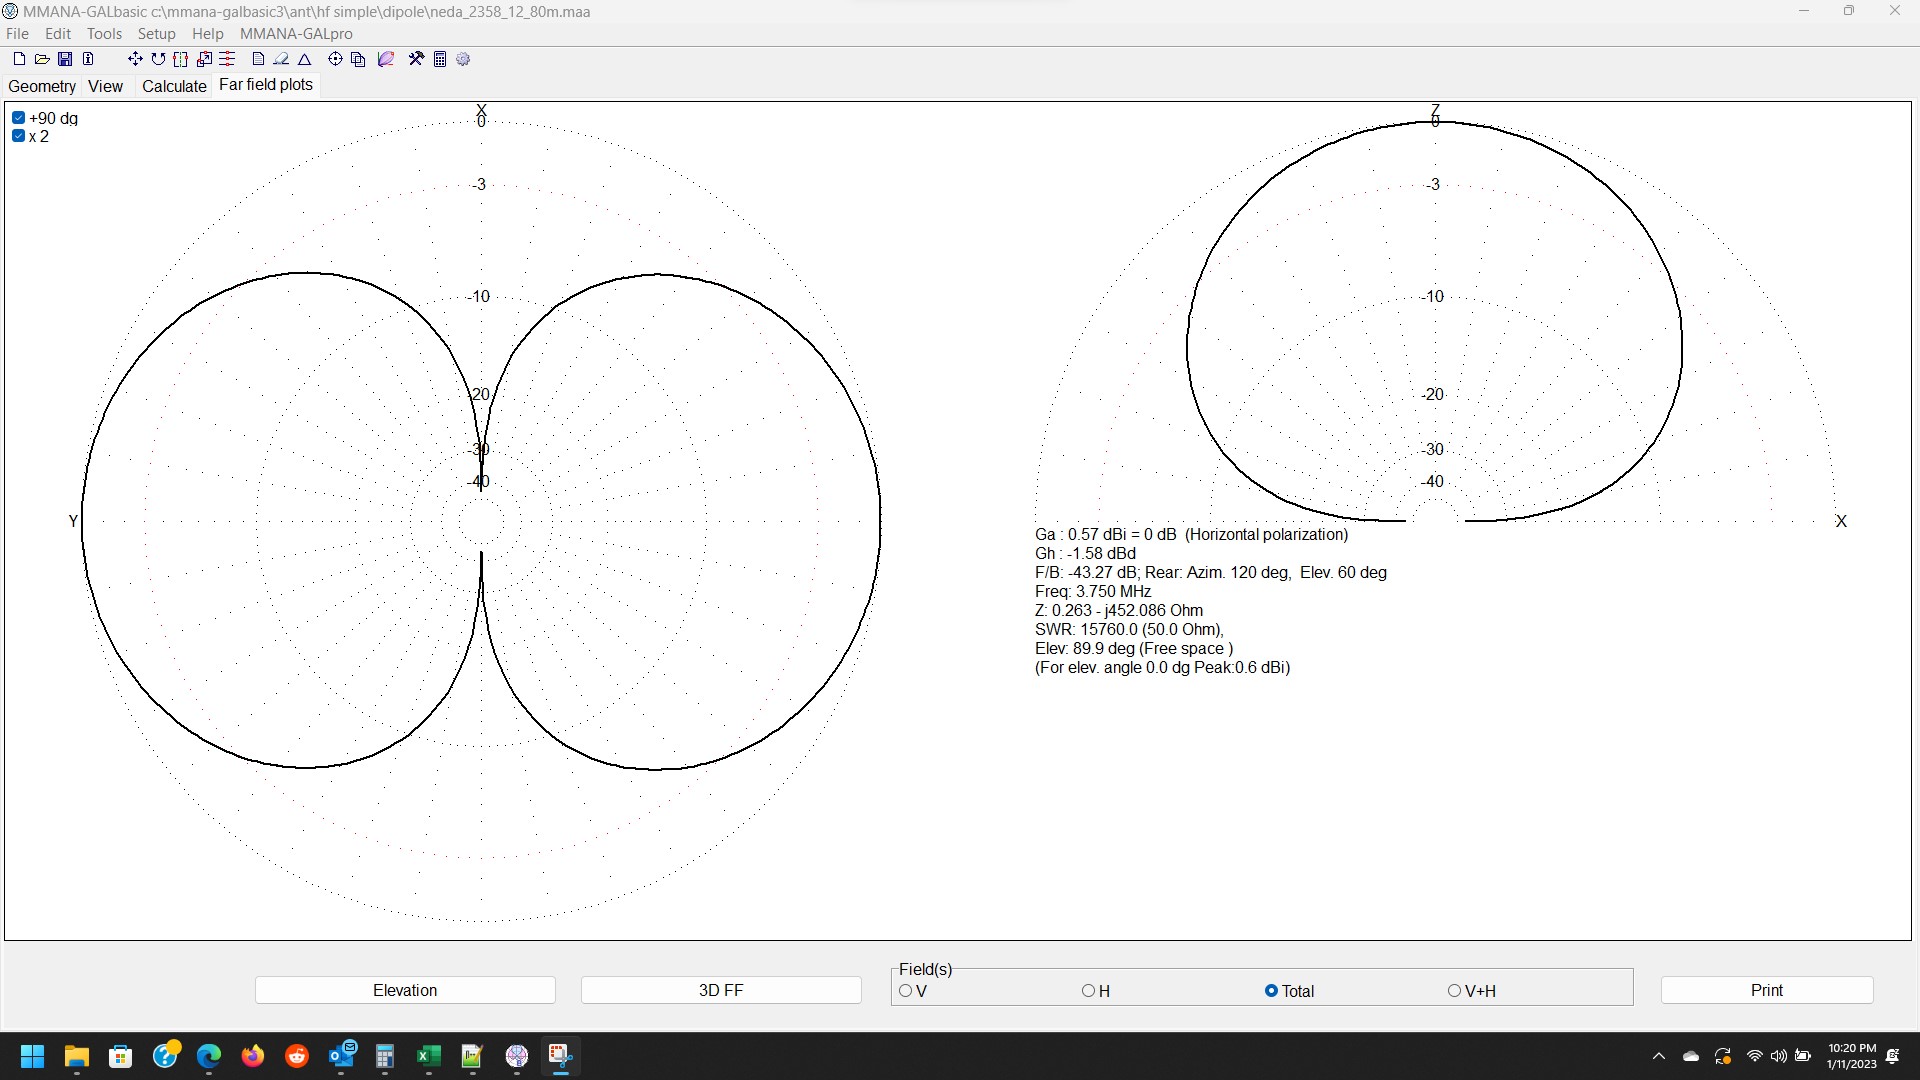 MMANA-GALbasic c:\mmana-galbasic3\ant\hf simple\dipole\neda_2358_12_80m.maa
File Edit Tools Setup Help MMANA-GALpro
Geometry View Calculate Far field plots
+90 dg
x 2
X
0
-3
-10
-20
-30
-40
Y
Z
0
-3
-10
-20
-30
-40
X
Ga : 0.57 dBi = 0 dB (Horizontal polarization)
Gh : -1.58 dBd
F/B: -43.27 dB; Rear: Azim. 120 deg, Elev. 60 deg
Freq: 3.750 MHz
Z: 0.263 - j452.086 Ohm
SWR: 15760.0 (50.0 Ohm),
Elev: 89.9 deg (Free space )
(For elev. angle 0.0 dg Peak:0.6 dBi)
Elevation
3D FF
Field(s)
V
H
Total
V+H
Print
10:20 PM
1/11/2023